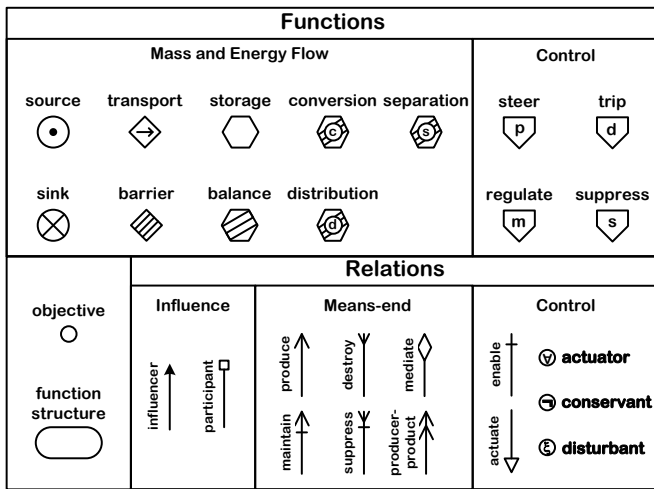 Functions
Mass and Energy Flow
Control
source transport storage conversion separation
c s
steer trip
p d
sink barrier balance distribution
d
regulate suppress
m s
Relations
objective
function
structure
Influence
influencer
participant
Means-end
produce
destroy
mediate
maintain
suppress
producer-
product
Control
enable
actuate
∀ actuator
conservant
ξ disturbant